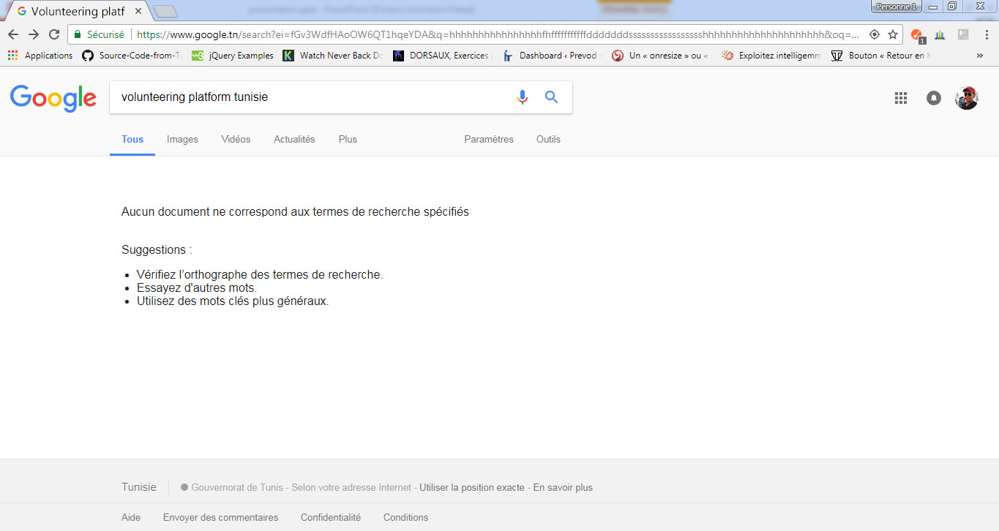 Volunteering platf
Personne 1
Sécurisé
https://www.google.tn/search?ei=fGv3WdfHAoOW6QT1hqeYDA&q=hhhhhhhhhhhhhhhhfhfffffffffffdddddddsssssssssssssssshhhhhhhhhhhhhhhhhhhhh&oq=...
1
Applications
Source-Code-from-Tu
jQuery Examples
Watch Never Back Do
DORSAUX, Exercices
Dashboard ‹ Prevod -
Un « onresize » ou «
Exploitez intelligemm
Bouton « Retour en h
Google
volunteering platform tunisie
Tous
Images
Vidéos
Actualités
Plus
Paramètres
Outils
Aucun document ne correspond aux termes de recherche spécifiés
Suggestions :
Vérifiez l'orthographe des termes de recherche.
Essayez d'autres mots.
Utilisez des mots clés plus généraux.
Tunisie
Gouvernorat de Tunis - Selon votre adresse Internet - Utiliser la position exacte - En savoir plus
Aide
Envoyer des commentaires
Confidentialité
Conditions